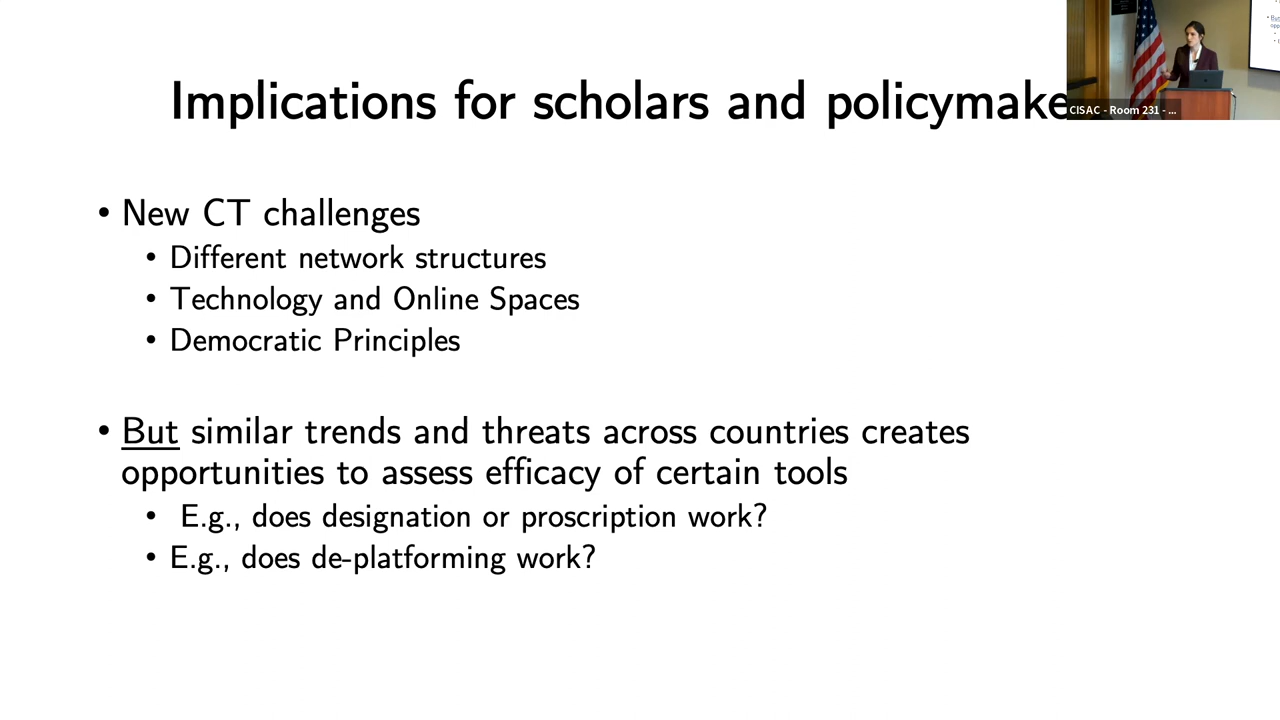 Implications for scholars and policymake
CISAC - Room 231 - ...
• New CT challenges
• Different network structures
• Technology and Online Spaces
• Democratic Principles
• But similar trends and threats across countries creates
opportunities to assess efficacy of certain tools
• E.g., does designation or proscription work?
• E.g., does de-platforming work?